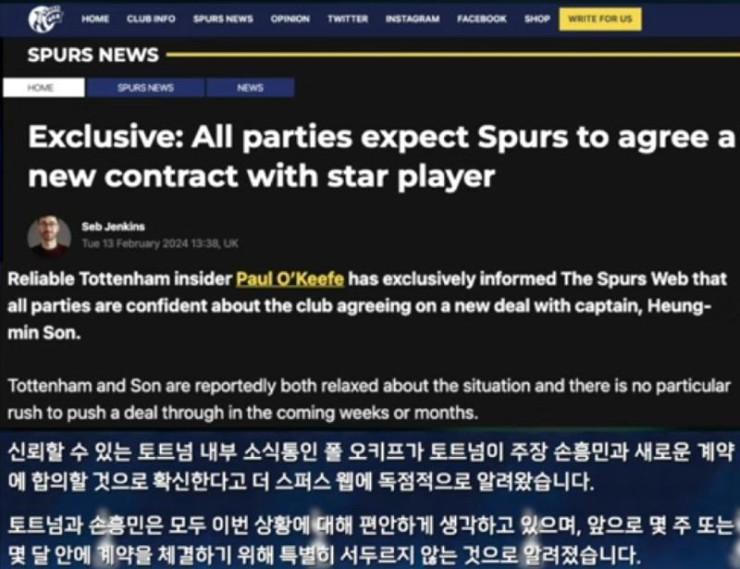 HOME CLUB INFO SPURS NEWS OPINION TWITTER INSTAGRAM FACEBOOK SHOP WRITE FOR US
SPURS NEWS
HOME SPURS NEWS NEWS
Exclusive: All parties expect Spurs to agree a
new contract with star player
Seb Jenkins
Tue 13 February 2024 13:38, UK
Reliable Tottenham insider Paul O'Keefe has exclusively informed The Spurs Web that
all parties are confident about the club agreeing on a new deal with captain, Heung-
min Son.
Tottenham and Son are reportedly both relaxed about the situation and there is no particular
rush to push a deal through in the coming weeks or months.
신뢰할 수 있는 토트넘 내부 소식통인 폴 오키프가 토트넘이 주장 손흥민과 새로운 계약
에 합의할 것으로 확신한다고 더 스퍼스 웹에 독점적으로 알려왔습니다.
토트넘과 손흥민은 모두 이번 상황에 대해 편안하게 생각하고 있으며, 앞으로 몇 주 또는
몇 달 안에 계약을 체결하기 위해 특별히 서두르지 않는 것으로 알려졌습니다.